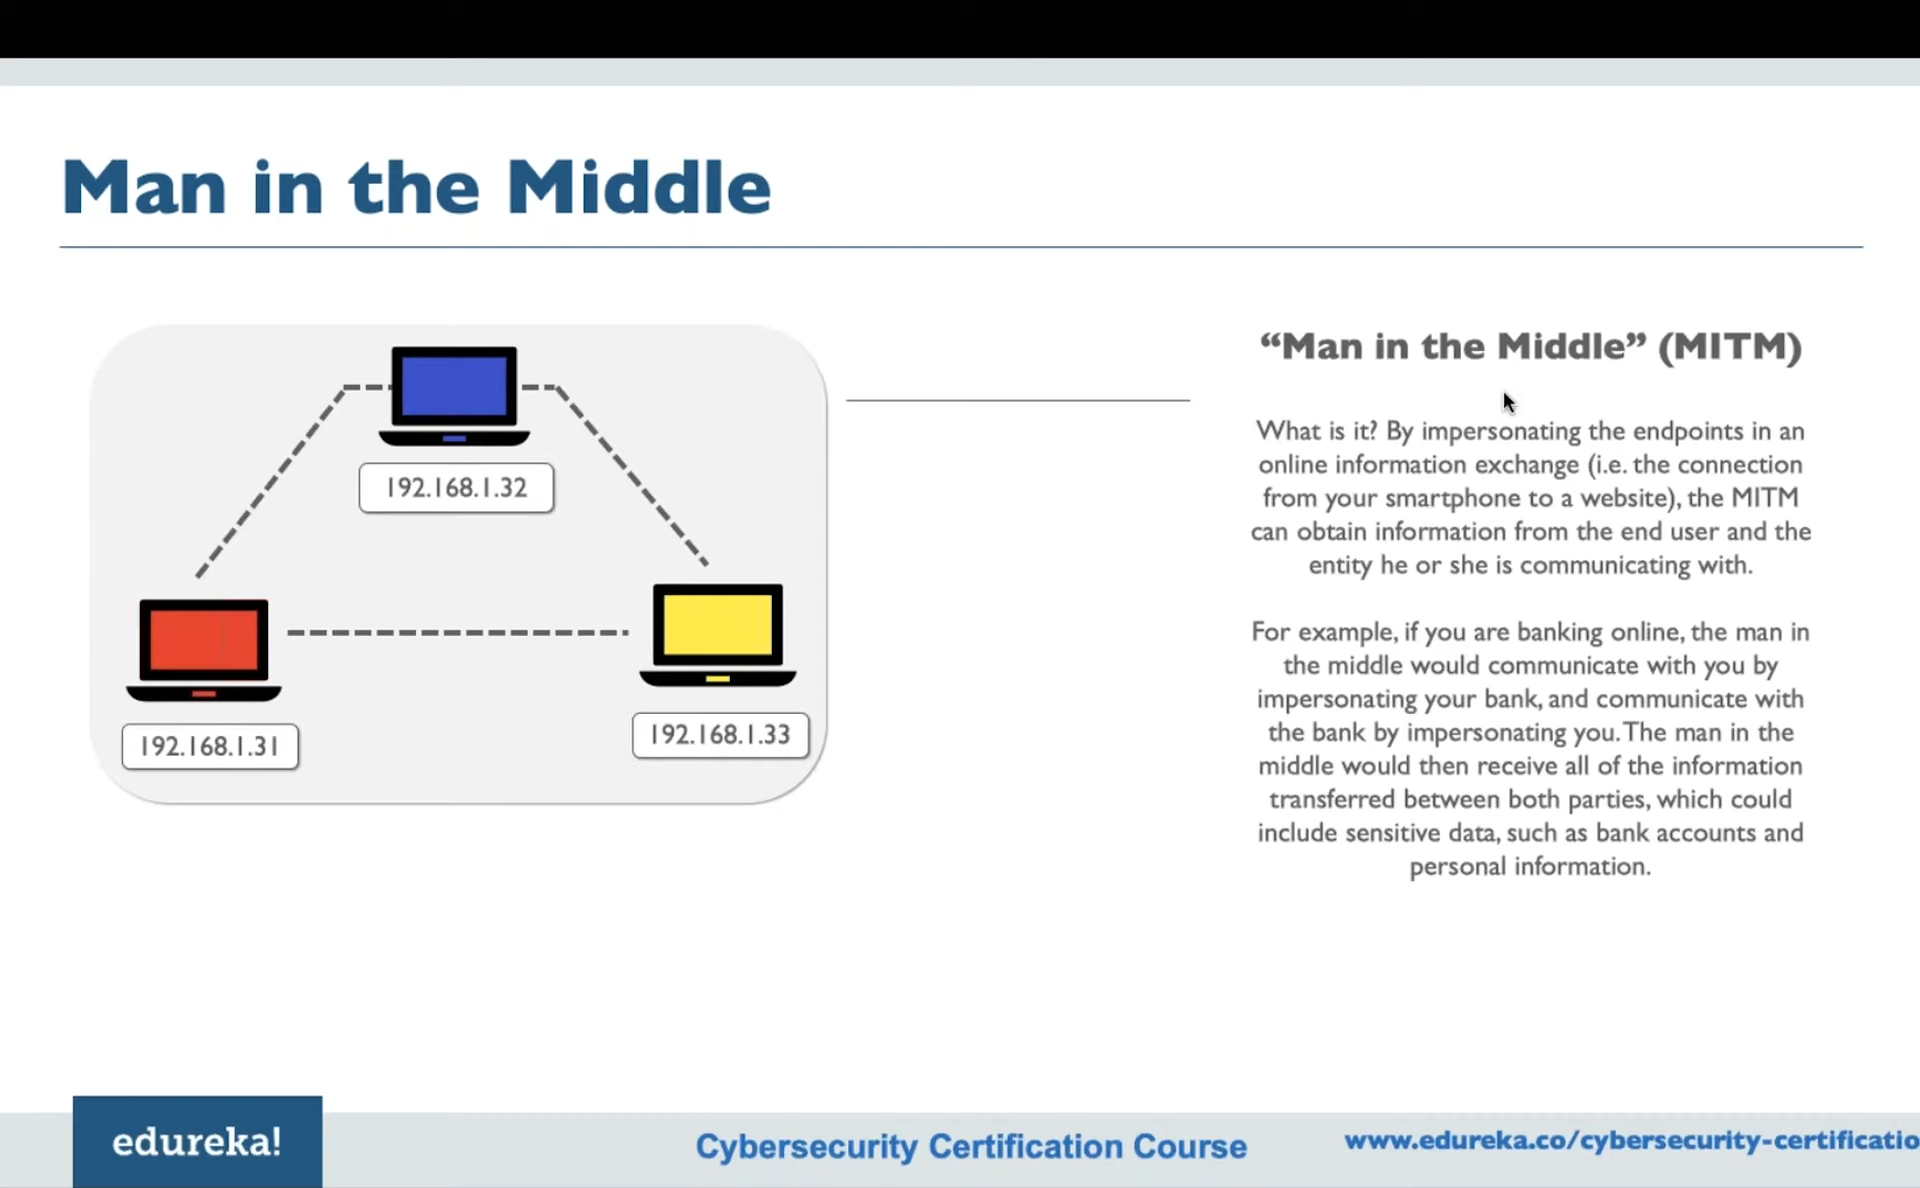 Man in the Middle
192.168.1.32
192.168.1.31
192.168.1.33
“Man in the Middle” (MITM)
What is it? By impersonating the endpoints in an
online information exchange (i.e. the connection
from your smartphone to a website), the MITM
can obtain information from the end user and the
entity he or she is communicating with.
For example, if you are banking online, the man in
the middle would communicate with you by
impersonating your bank, and communicate with
the bank by impersonating you. The man in the
middle would then receive all of the information
transferred between both parties, which could
include sensitive data, such as bank accounts and
personal information.
edureka!
Cybersecurity Certification Course
www.edureka.co/cybersecurity-certificatio